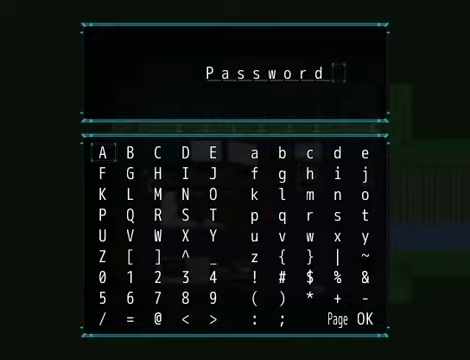 Password
A B C D E a b c d e
F G H I J f g h i j
K L M N O k l m n o
P Q R S T p q r s t
U V W X Y u v w x y
Z [ ] ^ _ z { } | ~
0 1 2 3 4 ! # $ % &
5 6 7 8 9 ( ) * + -
/ = @ < > : ; Page OK